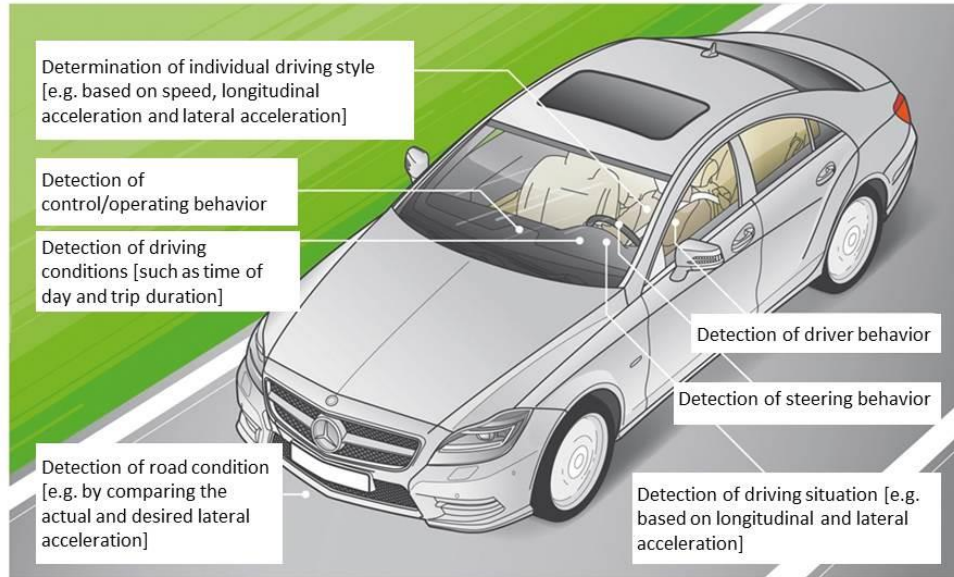 Determination of individual driving style
[e.g. based on speed, longitudinal
acceleration and lateral acceleration]
Detection of
control/operating behavior
Detection of driving
conditions [such as time of
day and trip duration]
Detection of driver behavior
Detection of steering behavior
Detection of road condition
[e.g. by comparing the
actual and desired lateral
acceleration]
Detection of driving situation [e.g.
based on longitudinal and lateral
acceleration]